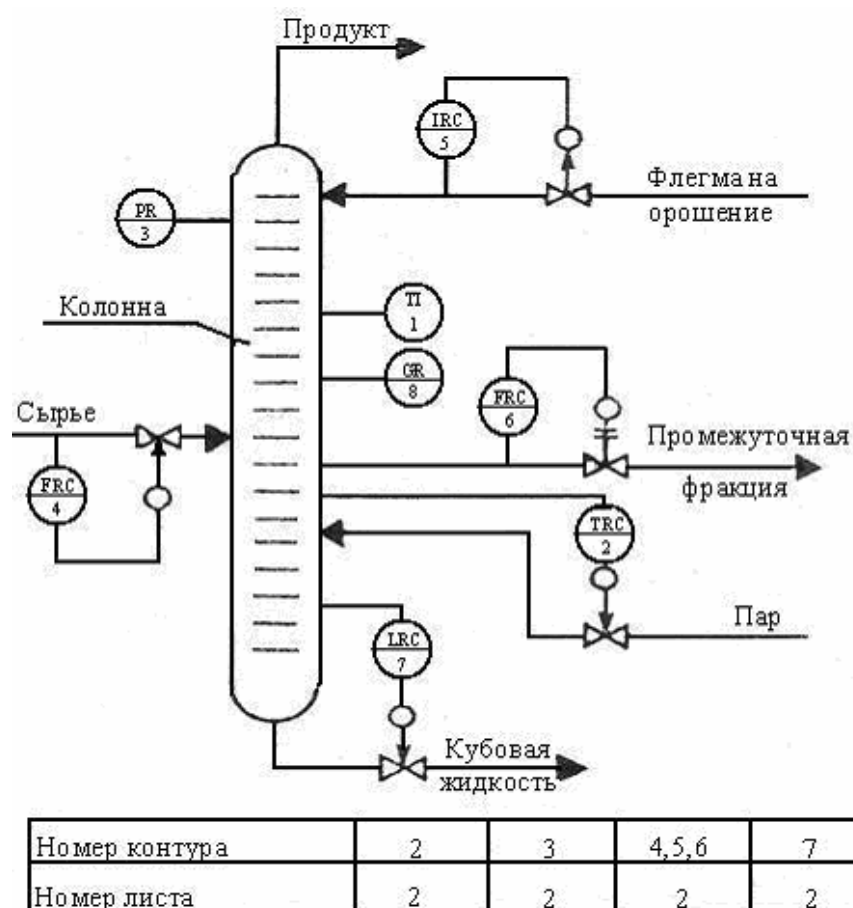 Продукт
IRC
5
Флегма на
орошение
PR
3
Колонна
TI
1
GR
8
FRC
6
Сырье
Промежуточная
фракция
FRC
4
TRC
2
Пар
LRC
7
Кубовая
жидкость
Номер контура 2 3 4,5,6 7
Номер листа 2 2 2 2